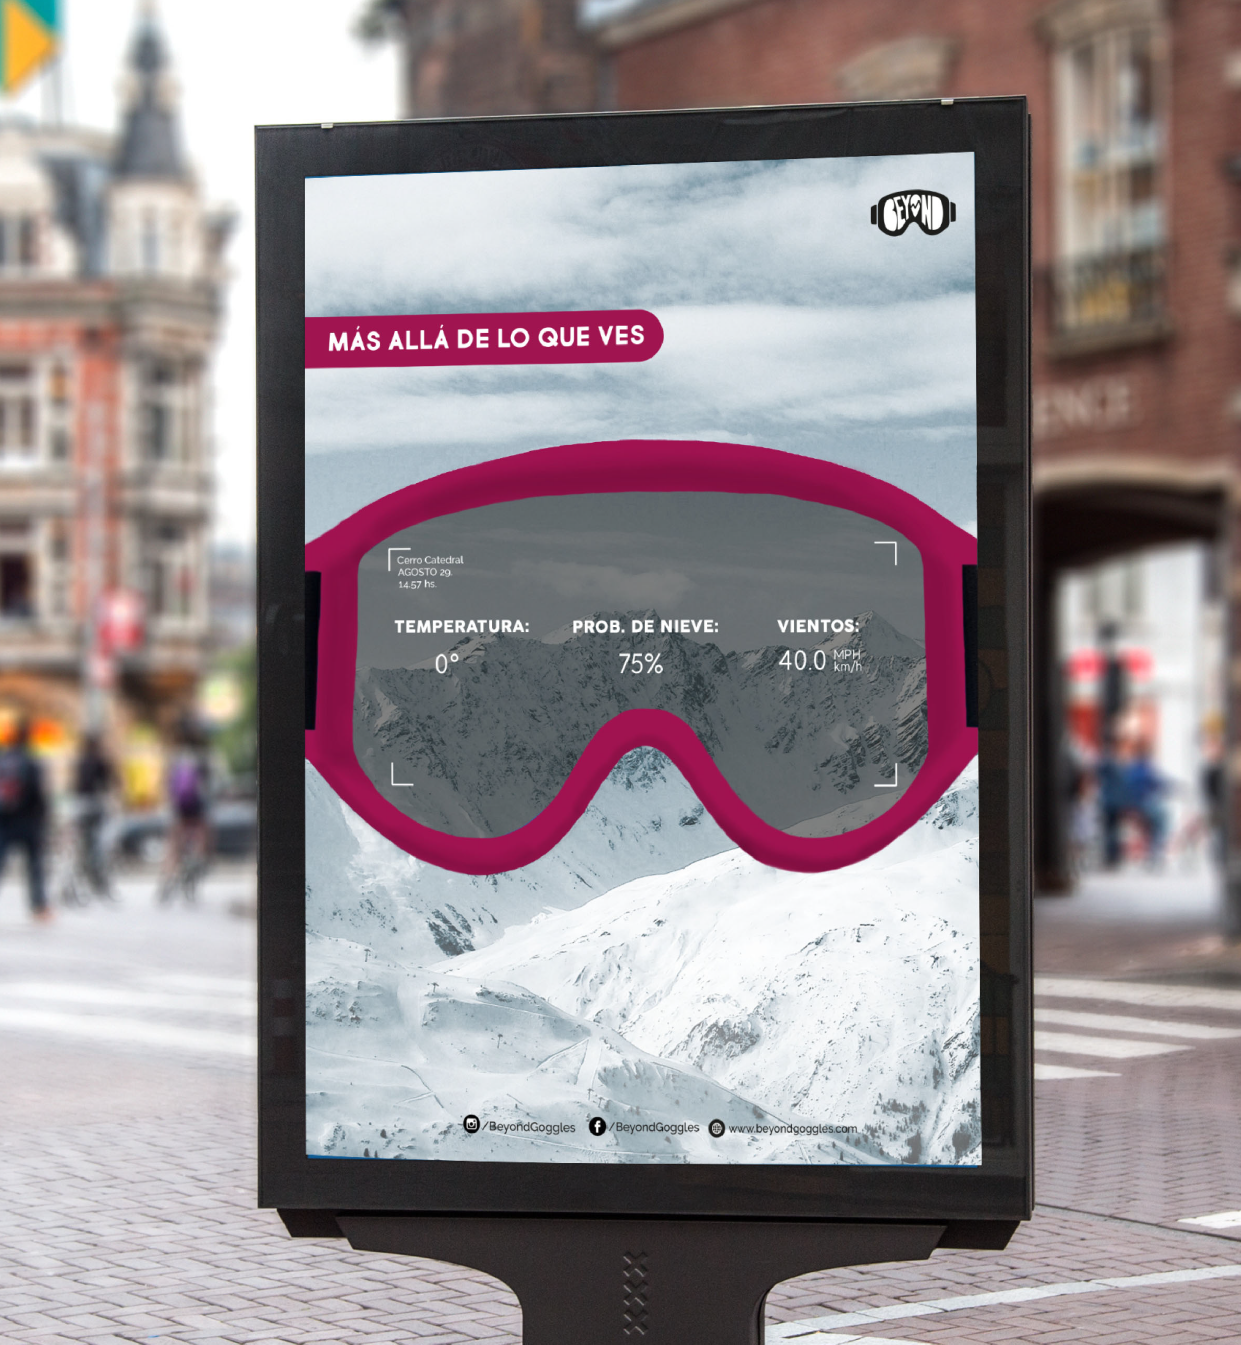 BEYOND
MÁS ALLÁ DE LO QUE VES
Cerro Catedral
AGOSTO 29.
14:57 hs.
TEMPERATURA: PROB. DE NIEVE: VIENTOS:
0° 75% 40.0 MPH
km/h
/BeyondGoggles /BeyondGoggles www.beyondgoggles.com